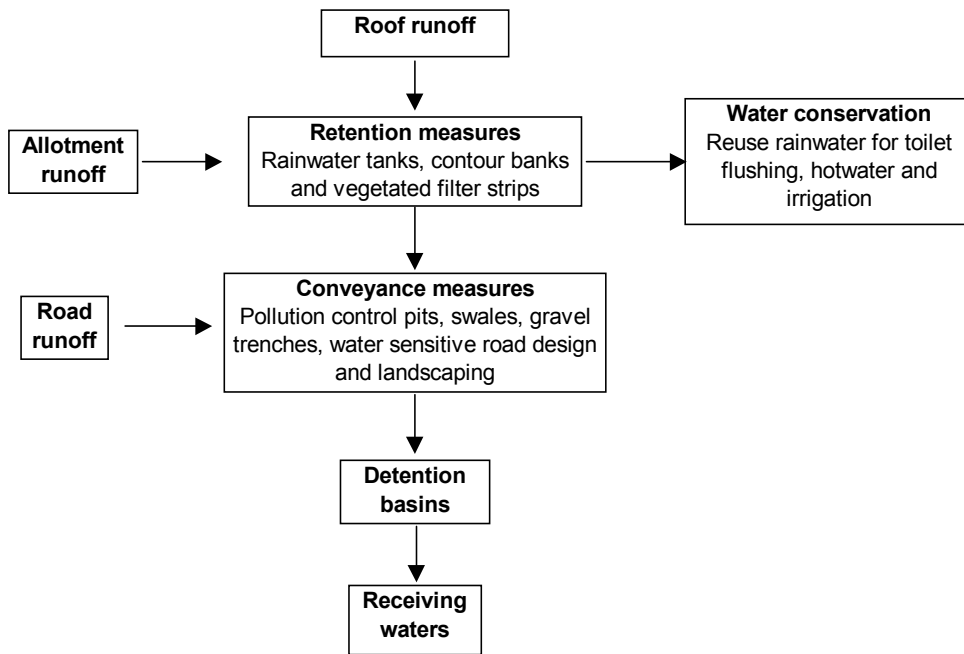 Roof runoff
Allotment
runoff
Retention measures
Rainwater tanks, contour banks
and vegetated filter strips
Water conservation
Reuse rainwater for toilet
flushing, hotwater and
irrigation
Road
runoff
Conveyance measures
Pollution control pits, swales, gravel
trenches, water sensitive road design
and landscaping
Detention
basins
Receiving
waters